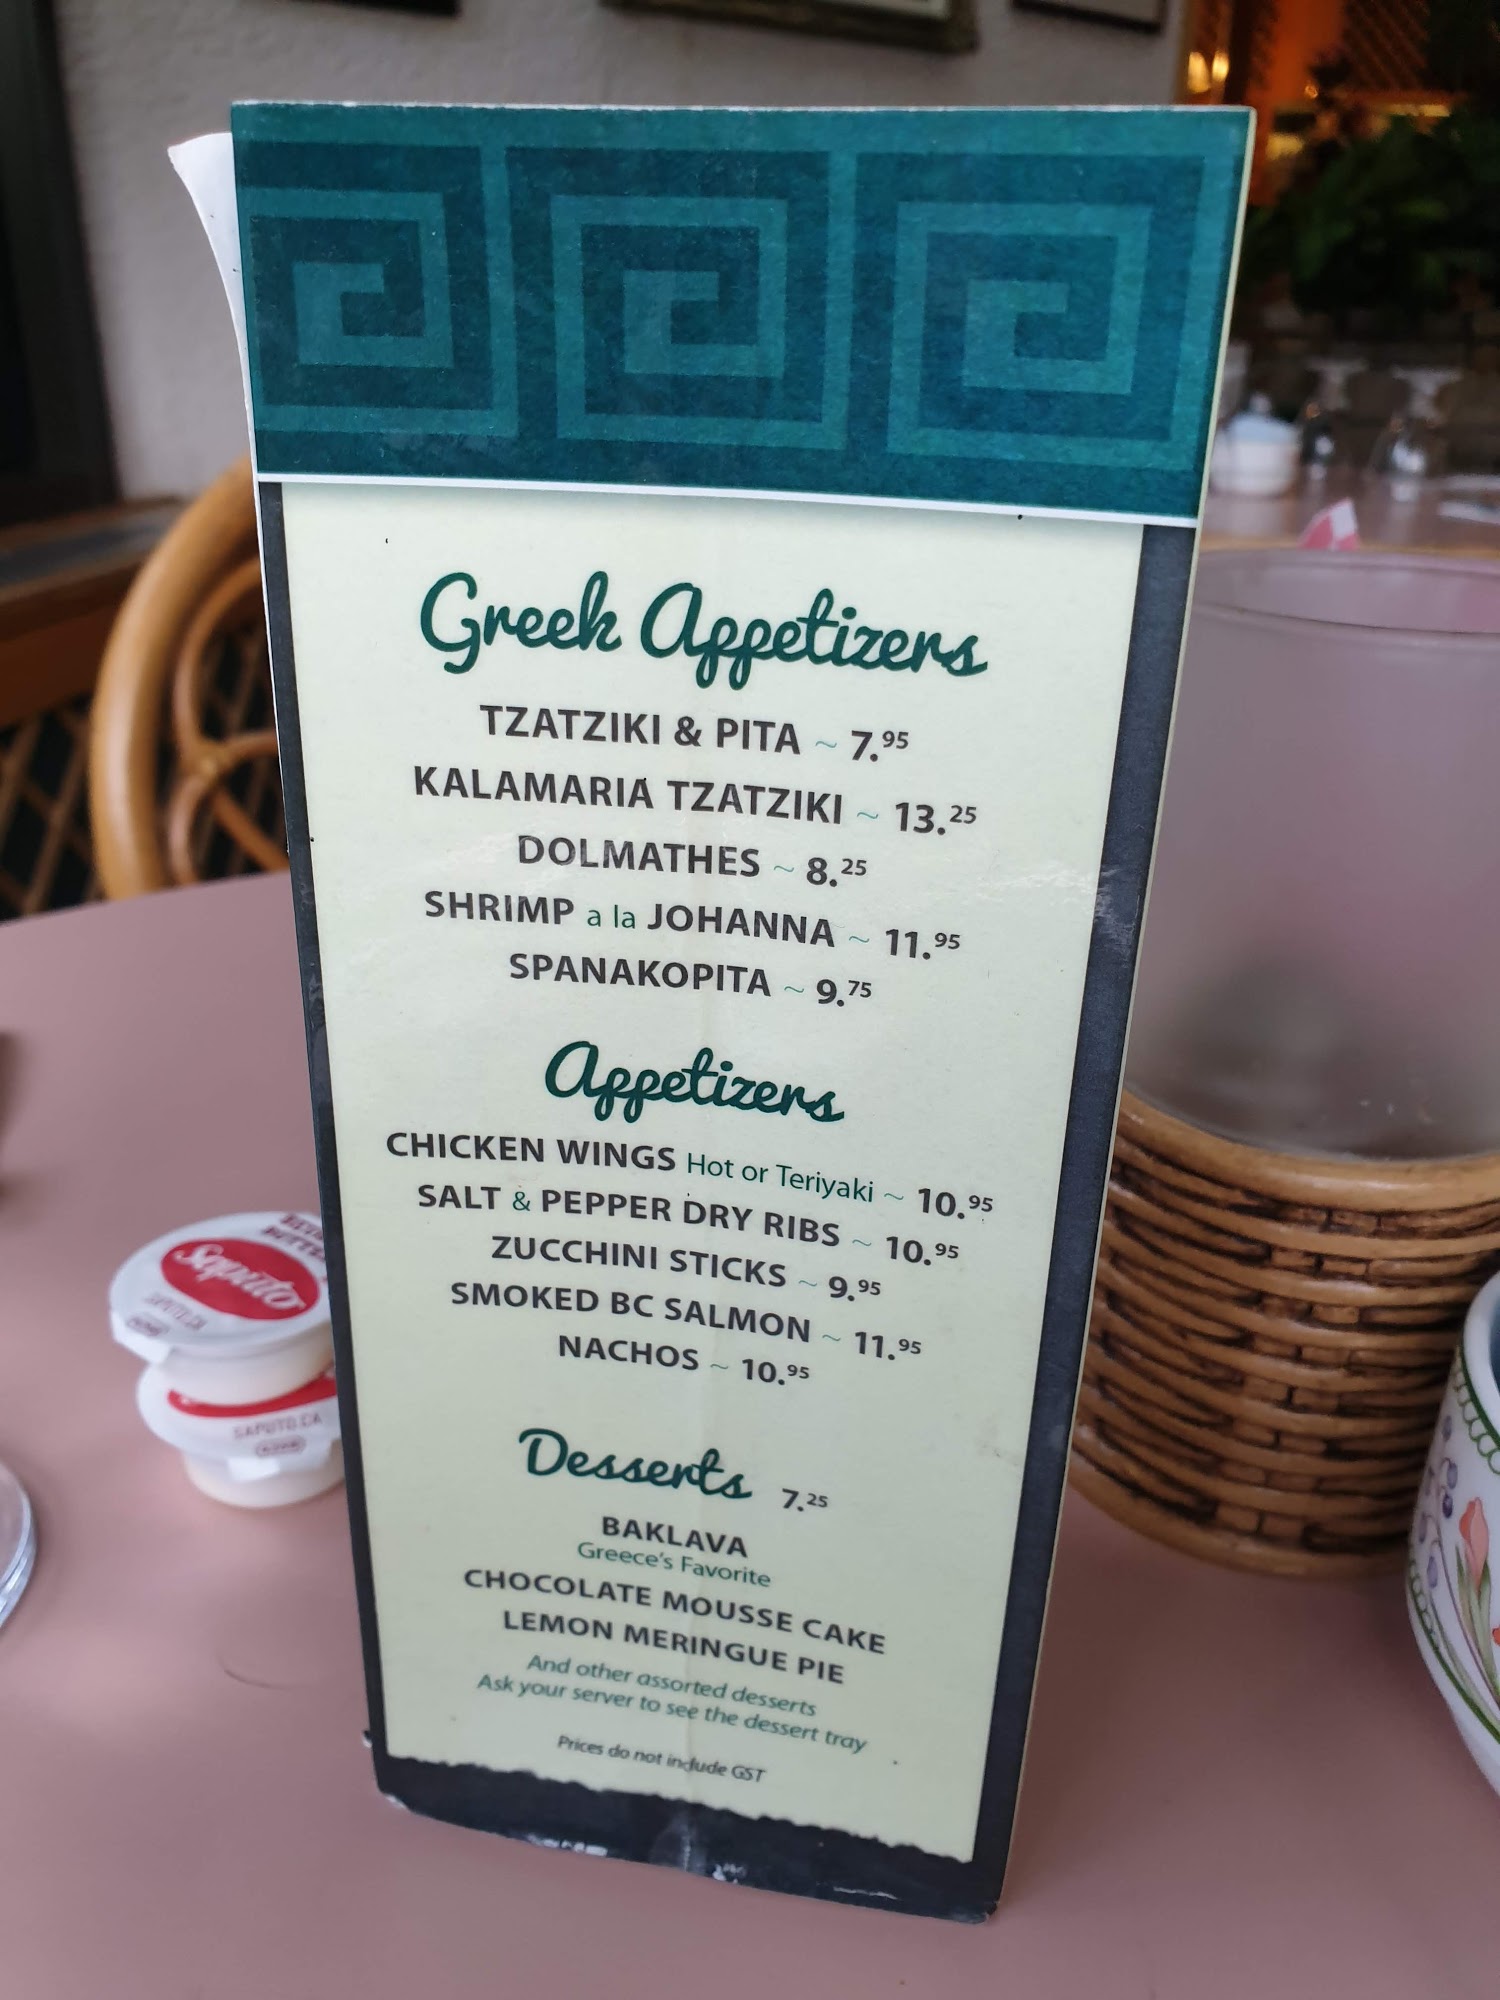 Greek Appetizers
TZATZIKI & PITA ~ 7.95
KALAMARIA TZATZIKI ~ 13.25
DOLMATHES ~ 8.25
SHRIMP a la JOHANNA ~ 11.95
SPANAKOPITA ~ 9.75
Appetizers
CHICKEN WINGS Hot or Teriyaki ~ 10.95
SALT & PEPPER DRY RIBS ~ 10.95
ZUCCHINI STICKS ~ 9.95
SMOKED BC SALMON ~ 11.95
NACHOS ~ 10.95
Desserts 7.25
BAKLAVA
Greece's Favorite
CHOCOLATE MOUSSE CAKE
LEMON MERINGUE PIE
And other assorted desserts
Ask your server to see the dessert tray
Prices do not include GST
Saputo
SAPUTO.CA
SAPUTO.CA